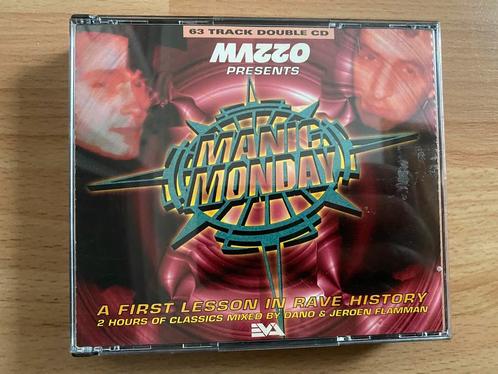 63 TRACK DOUBLE CD
MAZZO
PRESENTS
MANIC
MONDAY
A FIRST LESSON IN RAVE HISTORY
2 HOURS OF CLASSICS MIXED BY DANO & JEROEN FLAMMAN
EVA